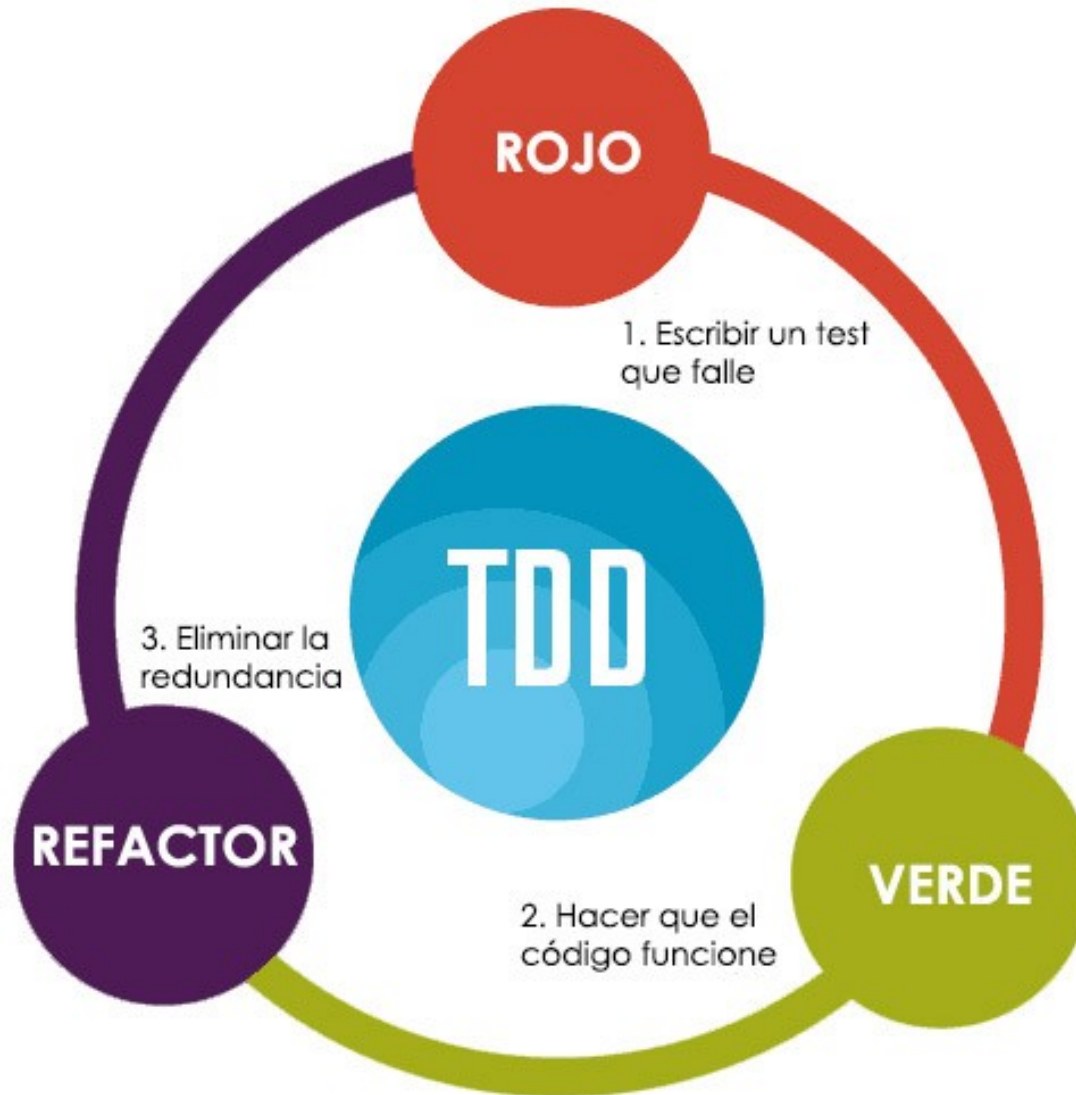 ROJO
1. Escribir un test
que falle
TDD
3. Eliminar la
redundancia
REFACTOR
VERDE
2. Hacer que el
código funcione